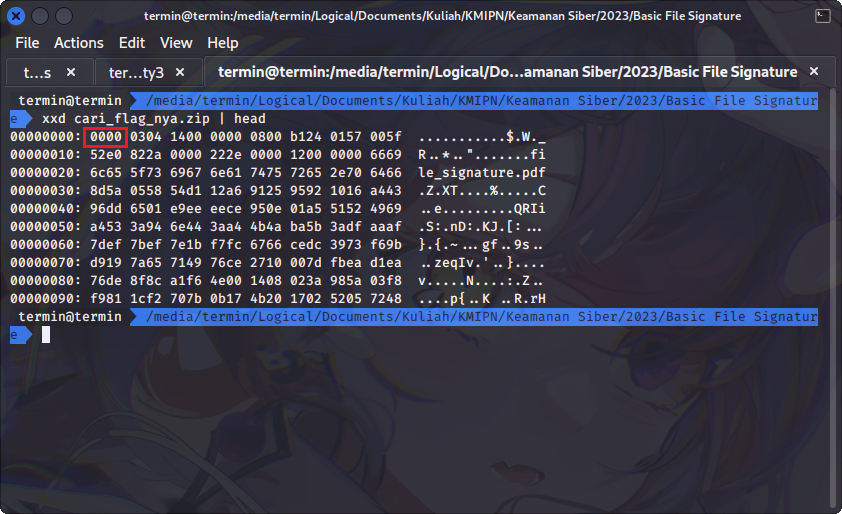 termin@termin:/media/termin/Logical/Documents/Kuliah/KMIPN/Keamanan Siber/2023/Basic File Signature
File Actions Edit View Help
t...s × ter...ty3 × termin@termin:/media/termin/Logical/Do...amanan Siber/2023/Basic File Signature ×
termin@termin /media/termin/Logical/Documents/Kuliah/KMIPN/Keamanan Siber/2023/Basic File Signatur
e xxd cari_flag_nya.zip | head
00000000: 0000 0304 1400 0000 0800 b124 0157 005f ...........$.W._
00000010: 52e0 822a 0000 222e 0000 1200 0000 6669 R..*..".......fi
00000020: 6c65 5f73 6967 6e61 7475 7265 2e70 6466 le_signature.pdf
00000030: 8d5a 0558 54d1 12a6 9125 9592 1016 a443 .Z.XT....%.....C
00000040: 96dd 6501 e9ee eece 950e 01a5 5152 4969 ..e.........QRIi
00000050: a453 3a94 6e44 3aa4 4b4a ba5b 3adf aaaf .S:.nD:.KJ.[:...
00000060: 7def 7bef 7e1b f7fc 6766 cedc 3973 f69b }.{.~...gf..9s..
00000070: d919 7a65 7149 76ce 2710 007d fbea d1ea ..zeqIv.'..}....
00000080: 76de 8f8c a1f6 4e00 1408 023a 985a 03f8 v.....N....:.Z..
00000090: f981 1cf2 707b 0b17 4b20 1702 5205 7248 ....p{..K ..R.rH
termin@termin /media/termin/Logical/Documents/Kuliah/KMIPN/Keamanan Siber/2023/Basic File Signatur
e